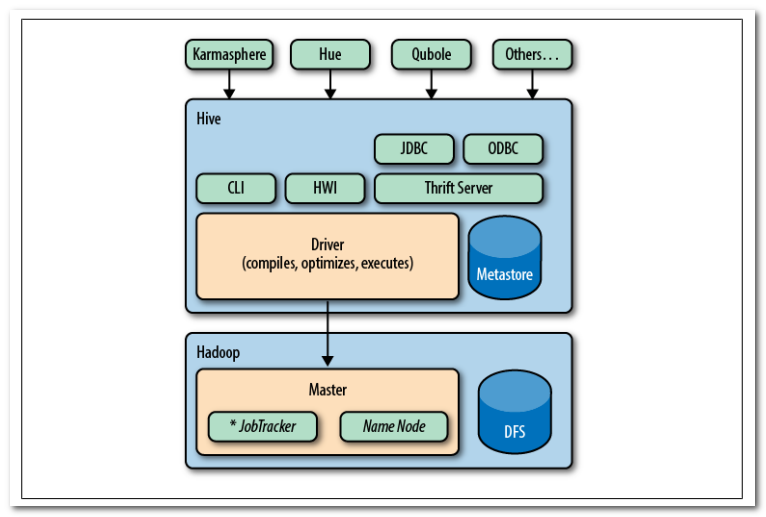 Karmasphere
Hue
Qubole
Others...
Hive
JDBC
ODBC
CLI
HWI
Thrift Server
Driver
(compiles, optimizes, executes)
Metastore
Hadoop
Master
* JobTracker
Name Node
DFS